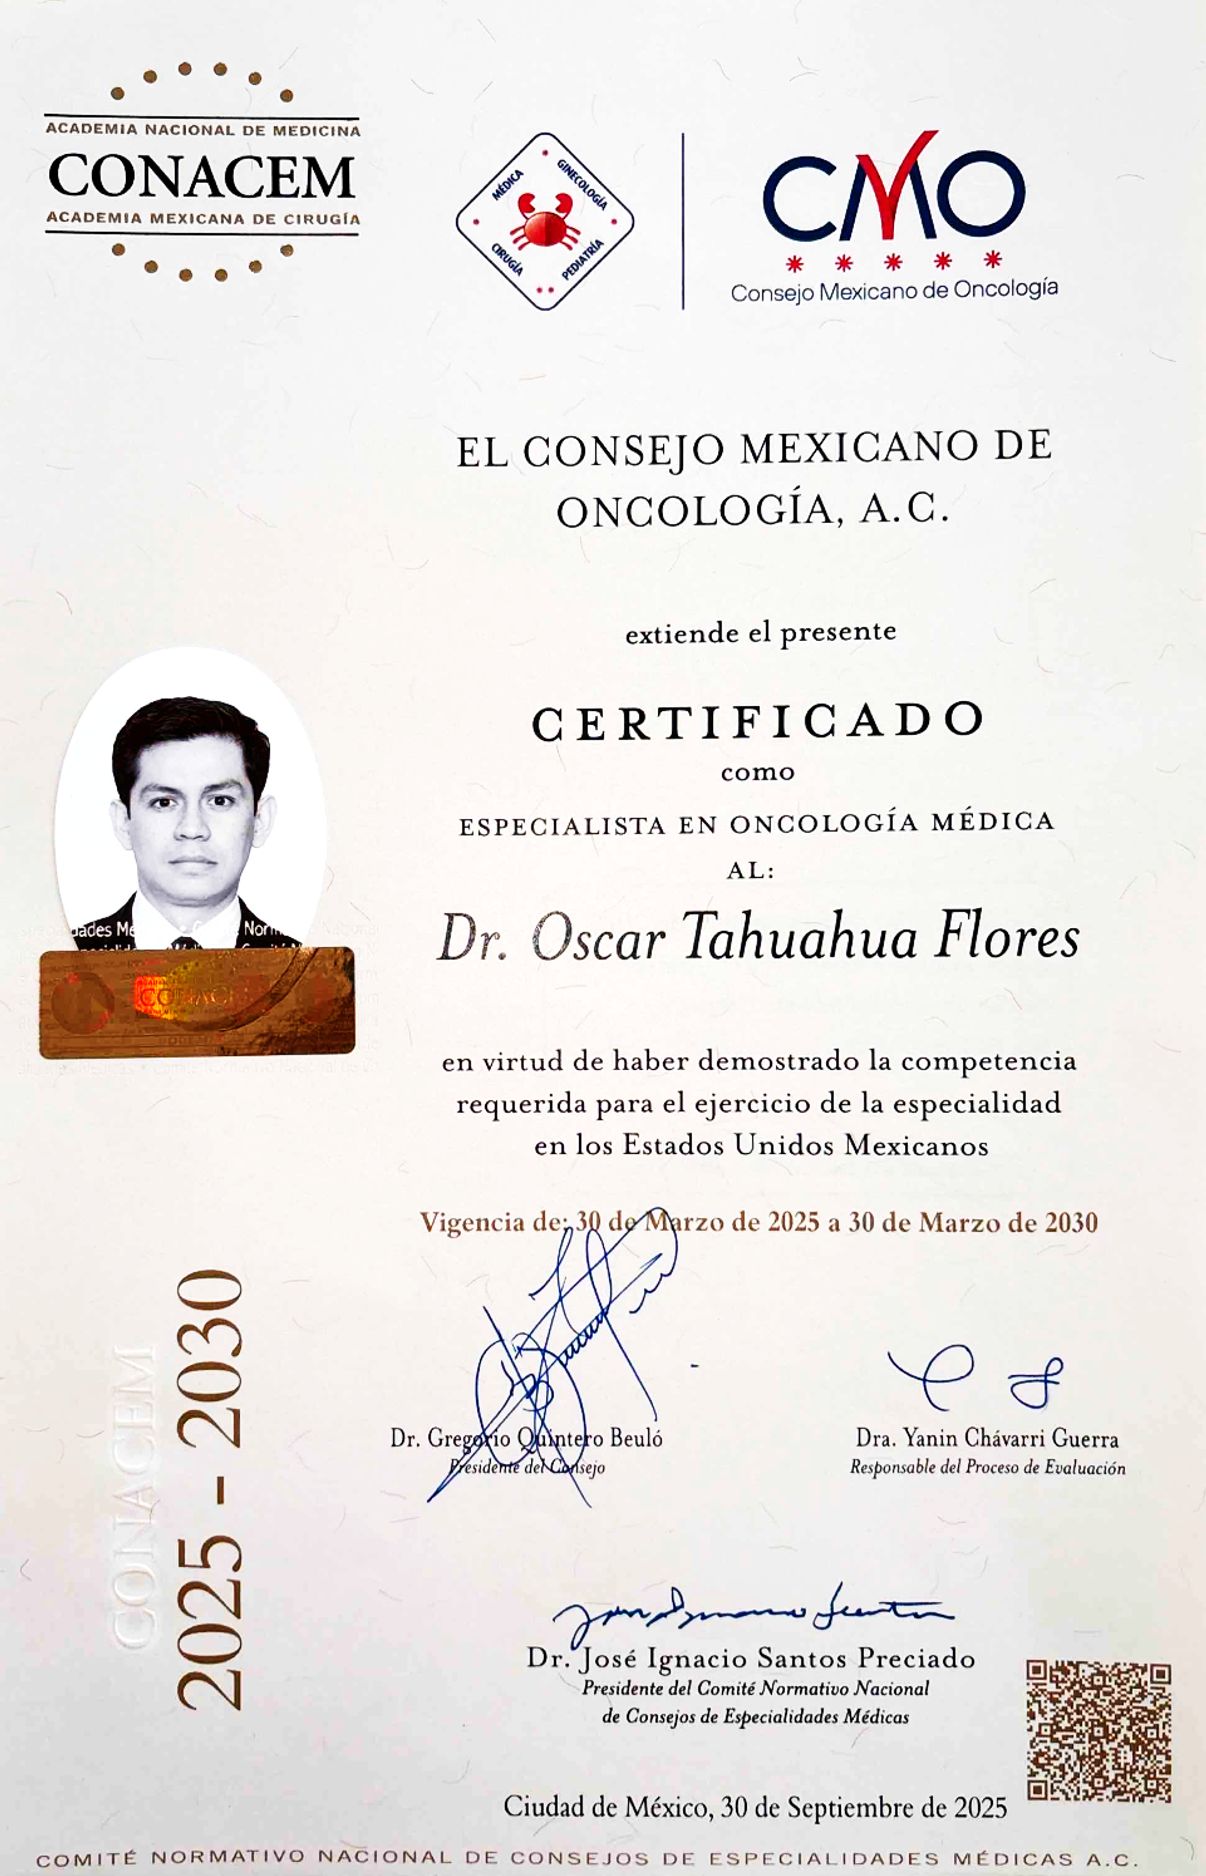 ACADEMIA NACIONAL DE MEDICINA
CONACEM
ACADEMIA MEXICANA DE CIRUGÍA
MÉDICA
GINECOLOGÍA
CIRUGÍA
PEDIATRÍA
CMO
Consejo Mexicano de Oncología
EL CONSEJO MEXICANO DE
ONCOLOGÍA, A.C.
extiende el presente
CERTIFICADO
como
ESPECIALISTA EN ONCOLOGÍA MÉDICA
AL:
Dr. Oscar Tahuahua Flores
en virtud de haber demostrado la competencia
requerida para el ejercicio de la especialidad
en los Estados Unidos Mexicanos
Vigencia de: 30 de Marzo de 2025 a 30 de Marzo de 2030
CONACEM
2025 - 2030
Dr. Gregorio Quintero Beuló
Presidente del Consejo
Dra. Yanin Chávarri Guerra
Responsable del Proceso de Evaluación
Dr. José Ignacio Santos Preciado
Presidente del Comité Normativo Nacional
de Consejos de Especialidades Médicas
Ciudad de México, 30 de Septiembre de 2025
COMITÉ NORMATIVO NACIONAL DE CONSEJOS DE ESPECIALIDADES MÉDICAS A.C.